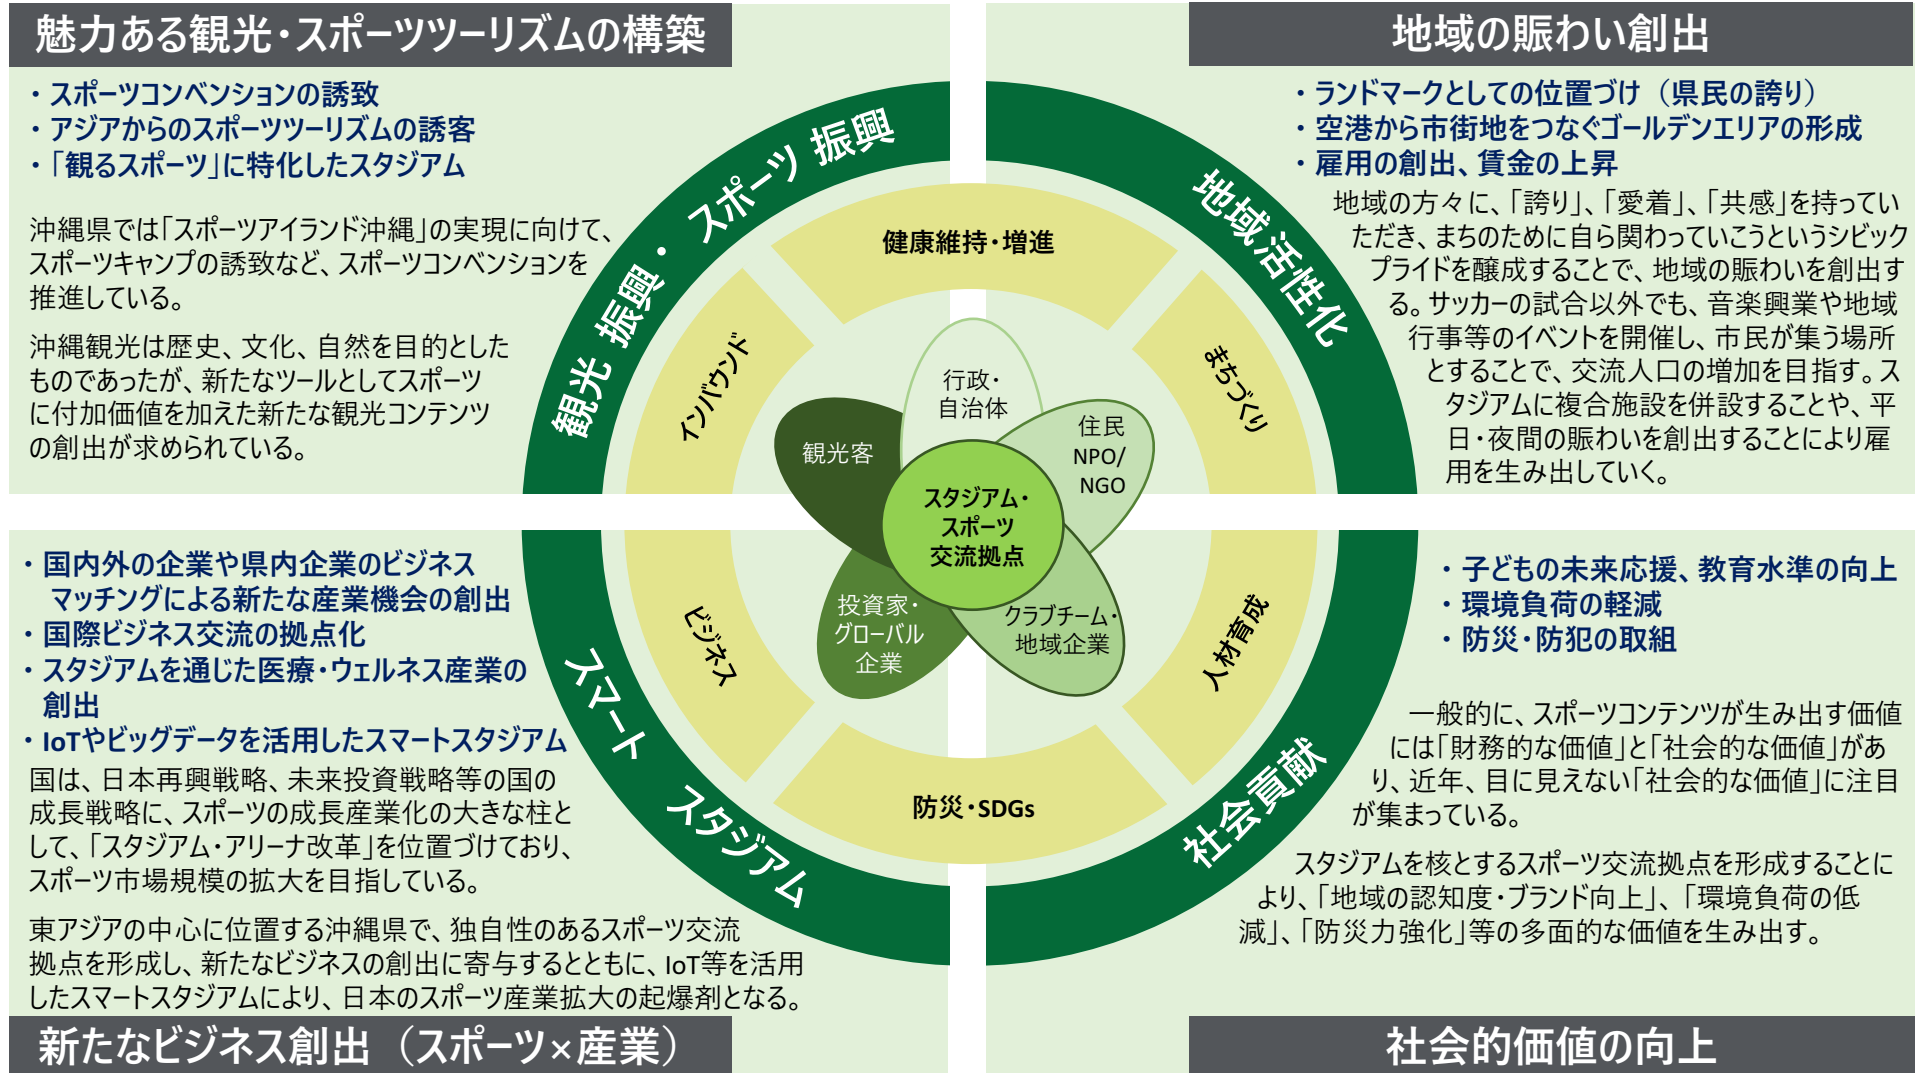 魅力ある観光・スポーツツーリズムの構築
・スポーツコンベンションの誘致
・アジアからのスポーツツーリズムの誘客
・「観るスポーツ」に特化したスタジアム
沖縄県では「スポーツアイランド沖縄」の実現に向けて、
スポーツキャンプの誘致など、スポーツコンベンションを
推進している。
沖縄観光は歴史、文化、自然を目的とした
ものであったが、新たなツールとしてスポーツ
に付加価値を加えた新たな観光コンテンツ
の創出が求められている。
地域の賑わい創出
・ランドマークとしての位置づけ（県民の誇り）
・空港から市街地をつなぐゴールデンエリアの形成
・雇用の創出、賃金の上昇
地域の方々に、「誇り」、「愛着」、「共感」を持ってい
ただき、まちのために自ら関わっていこうというシビック
プライドを醸成することで、地域の賑わいを創出す
る。サッカーの試合以外でも、音楽興業や地域
行事等のイベントを開催し、市民が集う場所
とすることで、交流人口の増加を目指す。ス
タジアムに複合施設を併設することや、平
日・夜間の賑わいを創出することにより雇
用を生み出していく。
観光 振興・ スポーツ 振興
地域活性化
健康維持・増進
インバウンド
まちづくり
行政・
自治体
観光客
住民
NPO/
NGO
スタジアム・
スポーツ
交流拠点
投資家・
グローバル
企業
クラブチーム・
地域企業
ビジネス
人材育成
防災・SDGs
スマート スタジアム
社会貢献
・国内外の企業や県内企業のビジネス
マッチングによる新たな産業機会の創出
・国際ビジネス交流の拠点化
・スタジアムを通じた医療・ウェルネス産業の
創出
・IoTやビッグデータを活用したスマートスタジアム
国は、日本再興戦略、未来投資戦略等の国の
成長戦略に、スポーツの成長産業化の大きな柱と
して、「スタジアム・アリーナ改革」を位置づけており、
スポーツ市場規模の拡大を目指している。
東アジアの中心に位置する沖縄県で、独自性のあるスポーツ交流
拠点を形成し、新たなビジネスの創出に寄与するとともに、IoT等を活用
したスマートスタジアムにより、日本のスポーツ産業拡大の起爆剤となる。
新たなビジネス創出（スポーツ×産業）
・子どもの未来応援、教育水準の向上
・環境負荷の軽減
・防災・防犯の取組
一般的に、スポーツコンテンツが生み出す価値
には「財務的な価値」と「社会的な価値」があ
り、近年、目に見えない「社会的な価値」に注目
が集まっている。
スタジアムを核とするスポーツ交流拠点を形成することに
より、「地域の認知度・ブランド向上」、「環境負荷の低
減」、「防災力強化」等の多面的な価値を生み出す。
社会的価値の向上